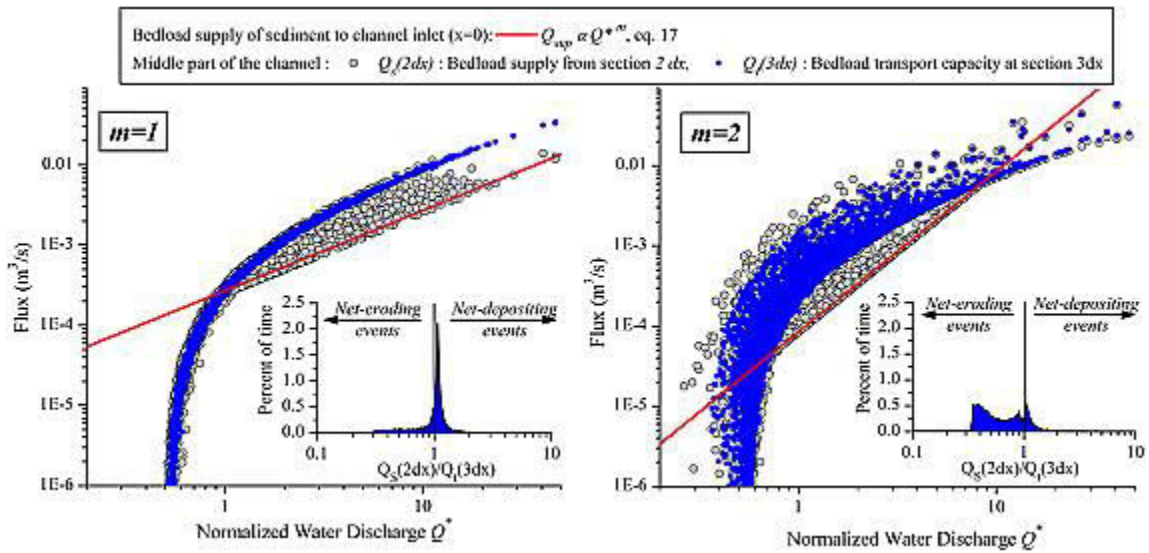 Bedload supply of sediment to channel inlet (x=0): Q_sup α Q*^m, eq. 17
Middle part of the channel : Q_s(2dx) : Bedload supply from section 2 dx, Q_t(3dx) : Bedload transport capacity at section 3dx
m=1
0.01
1E-3
1E-4
1E-5
1E-6
Flux (m³/s)
1
10
Normalized Water Discharge Q*
2.5
2.0
1.5
1.0
0.5
0.0
Percent of time
Net-eroding events
Net-depositing events
0.1
1
10
Q_S(2dx)/Q_t(3dx)
m=2
0.01
1E-3
1E-4
1E-5
1E-6
Flux (m³/s)
1
10
Normalized Water Discharge Q*
2.5
2.0
1.5
1.0
0.5
0.0
Percent of time
Net-eroding events
Net-depositing events
0.1
1
10
Q_S(2dx)/Q_t(3dx)